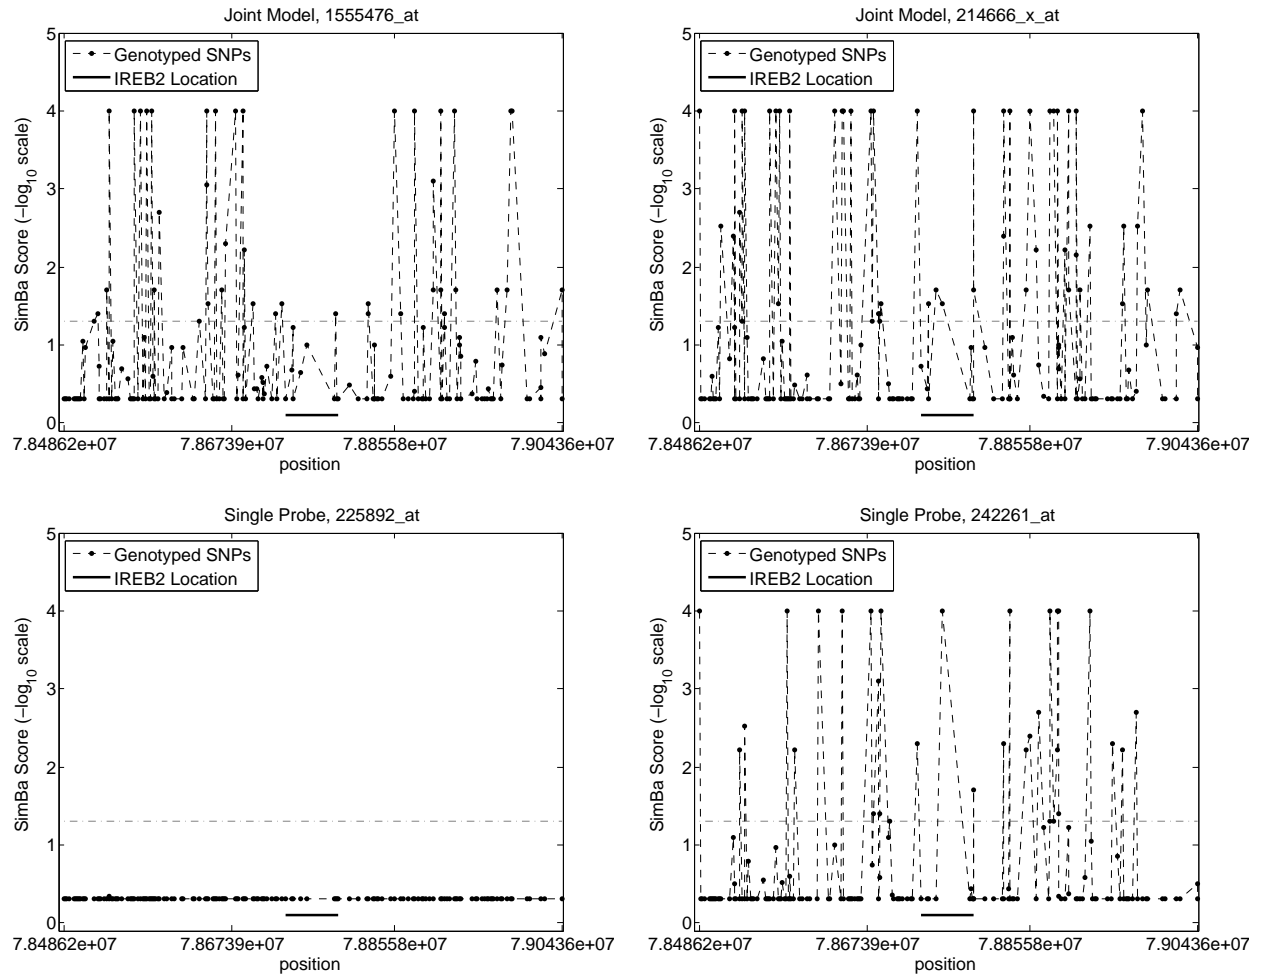 Joint Model, 1555476_at
5
4
3
2
1
0
SimBa Score (−log10 scale)
Genotyped SNPs
IREB2 Location
7.84862e+07 7.86739e+07 7.88558e+07 7.90436e+07
position
Joint Model, 214666_x_at
5
4
3
2
1
0
SimBa Score (−log10 scale)
Genotyped SNPs
IREB2 Location
7.84862e+07 7.86739e+07 7.88558e+07 7.90436e+07
position
Single Probe, 225892_at
5
4
3
2
1
0
SimBa Score (−log10 scale)
Genotyped SNPs
IREB2 Location
7.84862e+07 7.86739e+07 7.88558e+07 7.90436e+07
position
Single Probe, 242261_at
5
4
3
2
1
0
SimBa Score (−log10 scale)
Genotyped SNPs
IREB2 Location
7.84862e+07 7.86739e+07 7.88558e+07 7.90436e+07
position